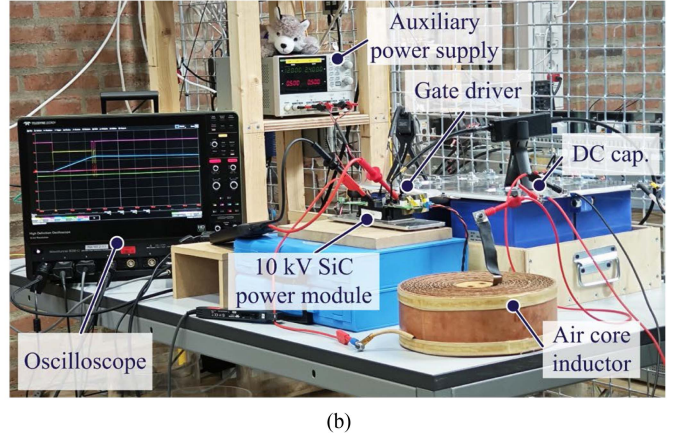 Auxiliary
power supply
Gate driver
DC cap.
10 kV SiC
power module
Oscilloscope
Air core
inductor
(b)